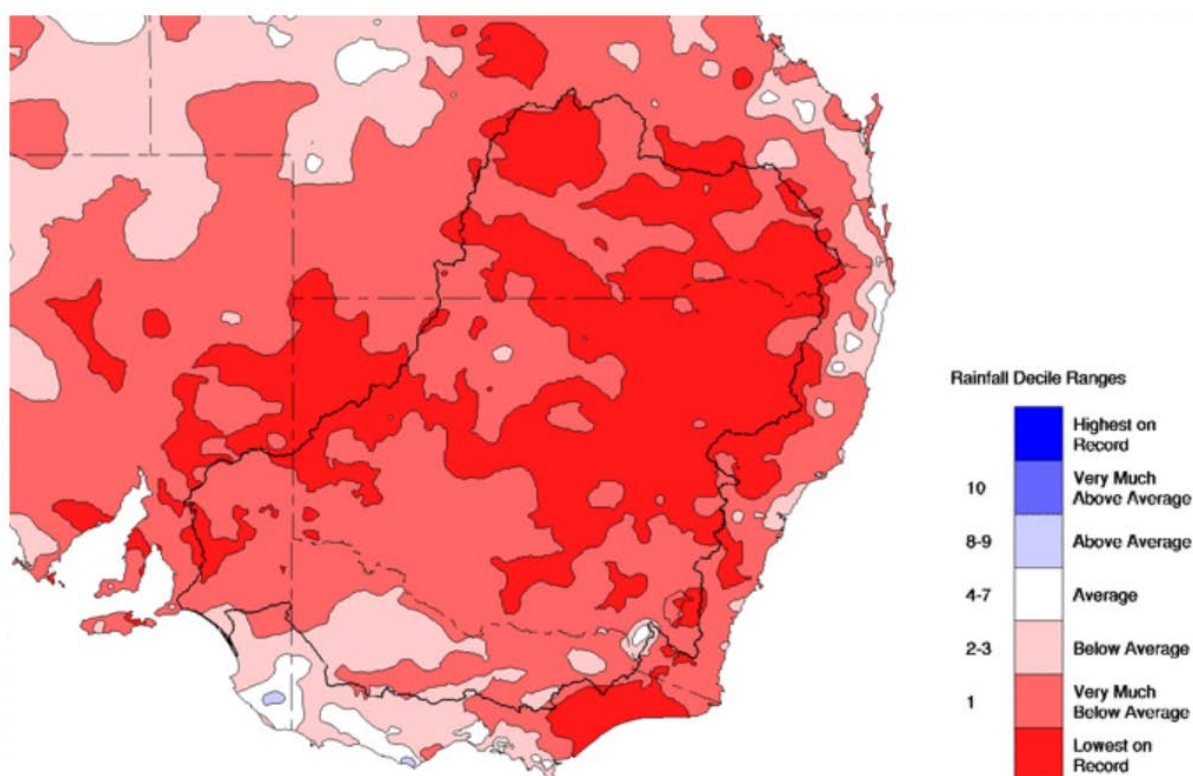 Rainfall Decile Ranges
Highest on
Record
10
Very Much
Above Average
8-9
Above Average
4-7
Average
2-3
Below Average
1
Very Much
Below Average
Lowest on
Record